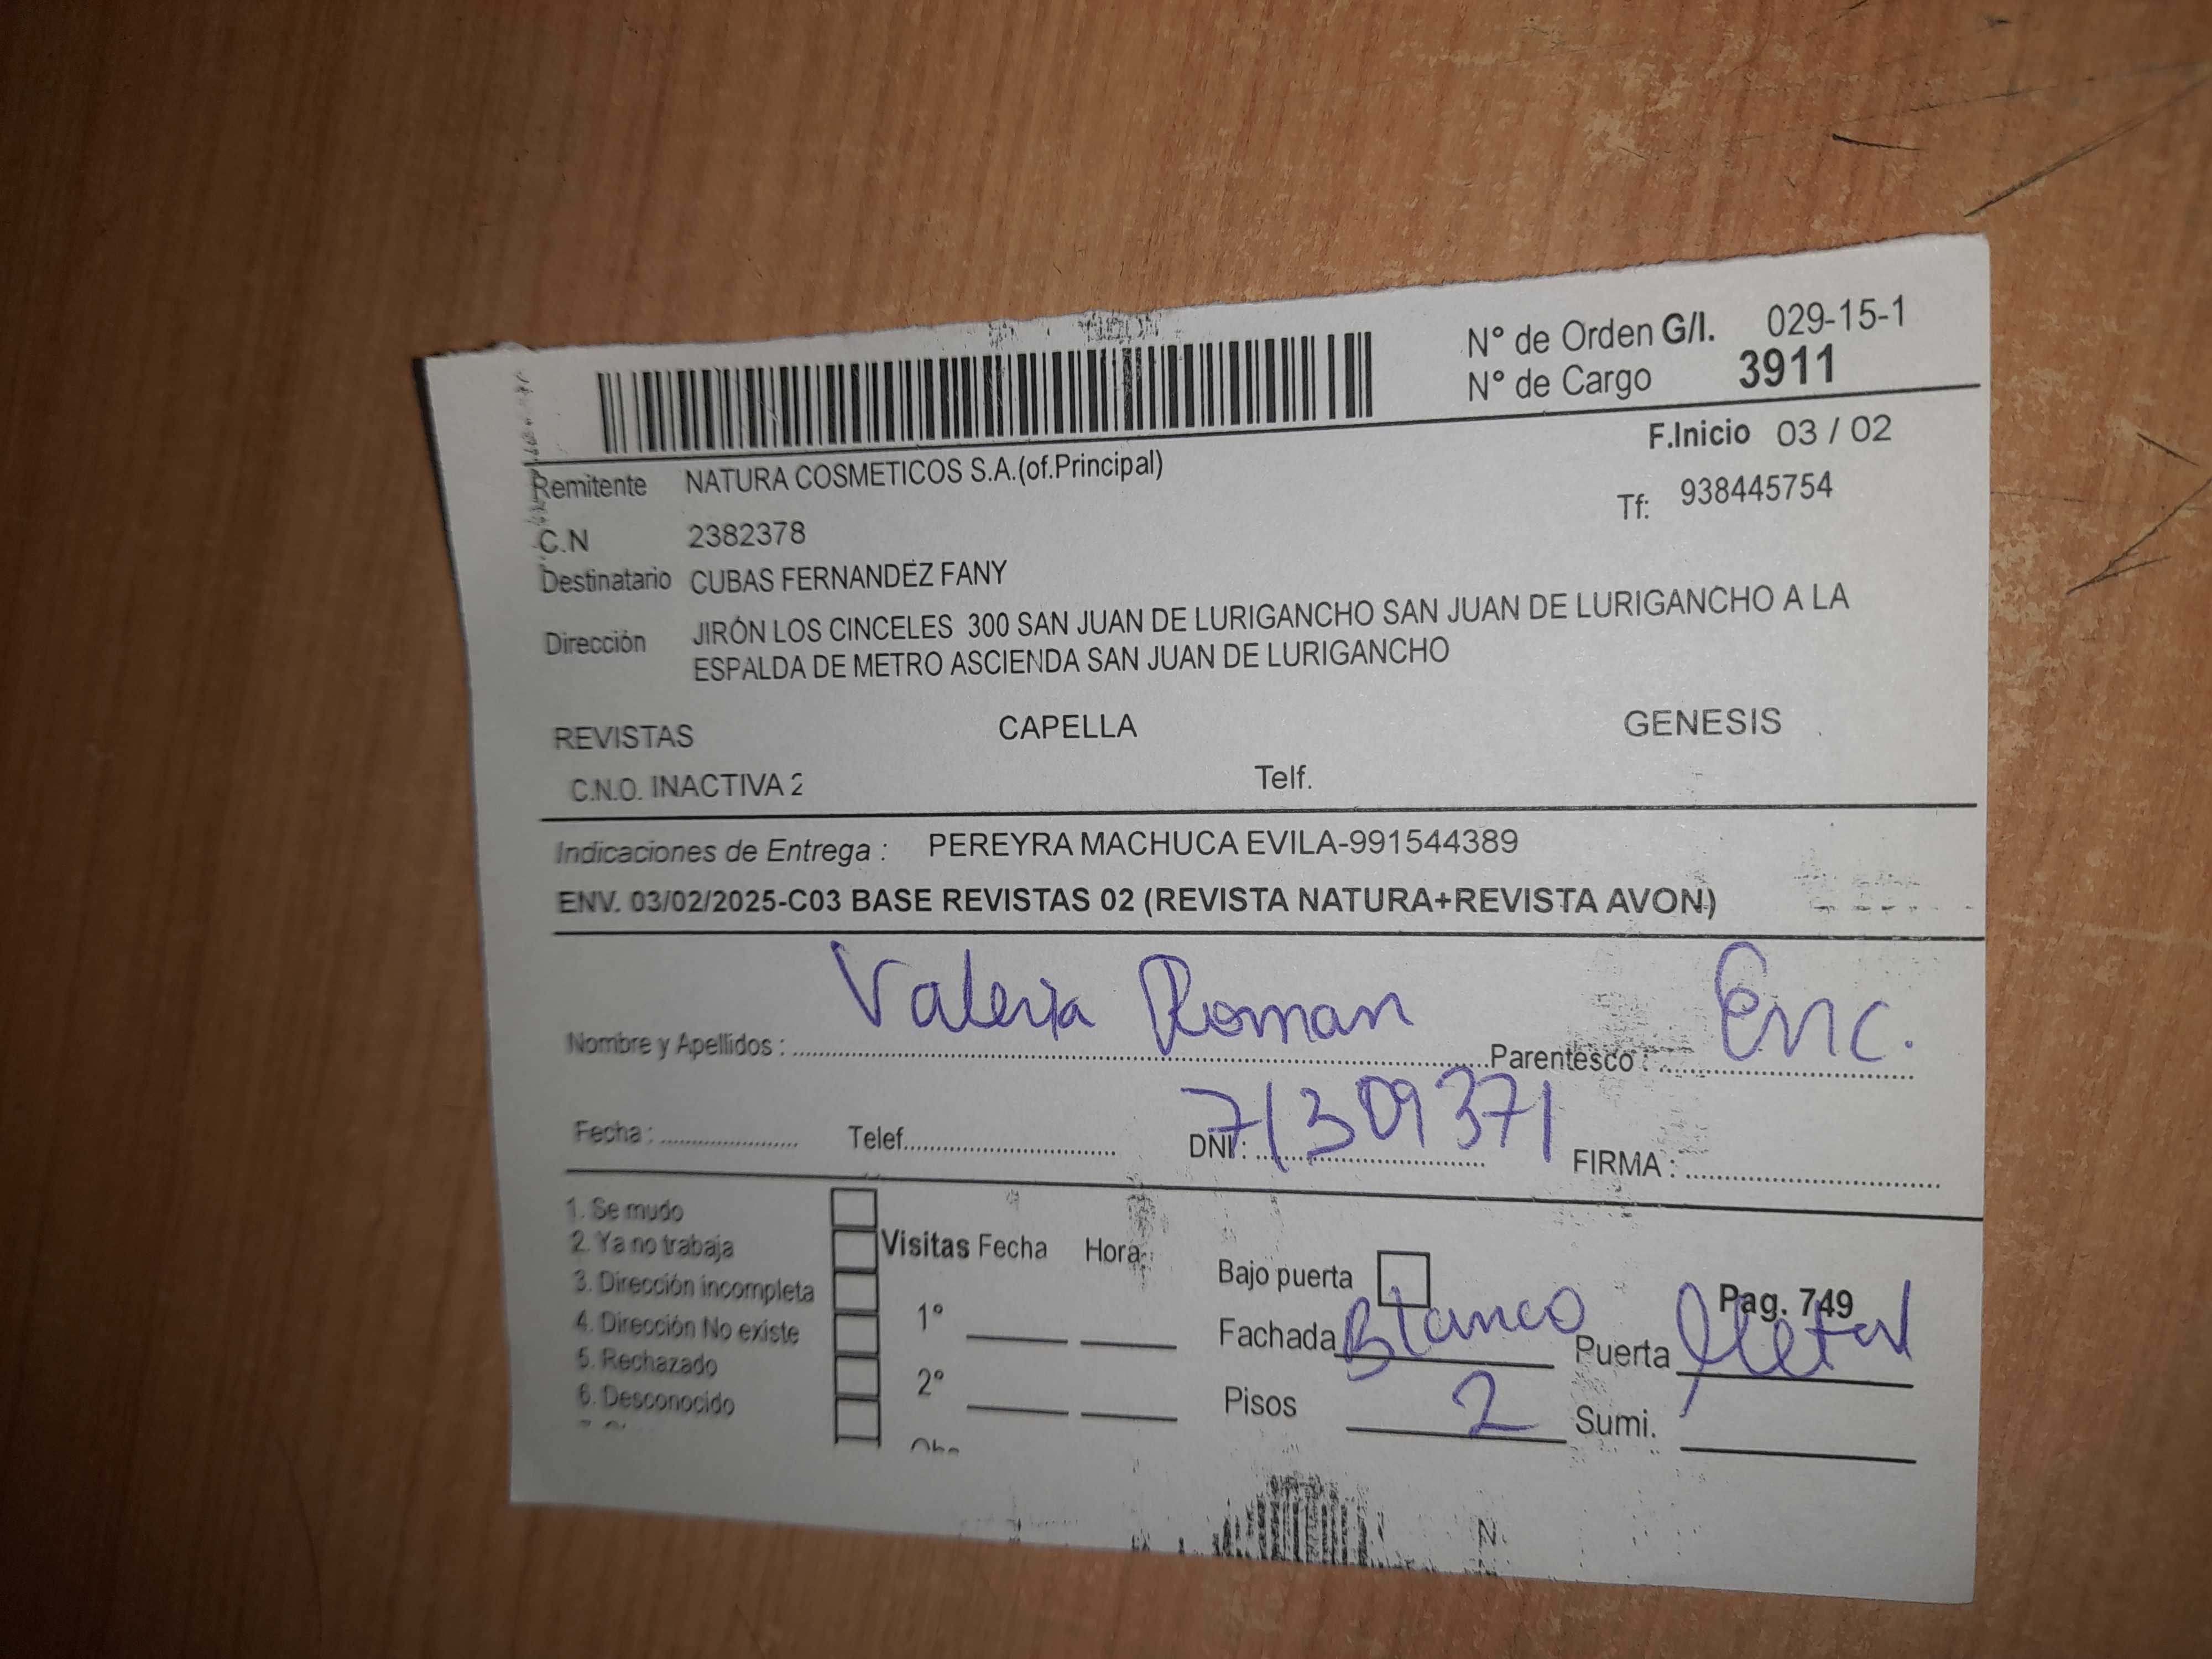 N° de Orden G/I. 029-15-1
N° de Cargo 3911
F.Inicio 03 / 02
Remitente NATURA COSMETICOS S.A.(of.Principal)
Tf: 938445754
C.N 2382378
Destinatario CUBAS FERNANDEZ FANY
Dirección JIRÓN LOS CINCELES 300 SAN JUAN DE LURIGANCHO SAN JUAN DE LURIGANCHO A LA
ESPALDA DE METRO ASCIENDA SAN JUAN DE LURIGANCHO
REVISTAS CAPELLA GENESIS
C.N.O. INACTIVA 2 Telf.
Indicaciones de Entrega : PEREYRA MACHUCA EVILA-991544389
ENV. 03/02/2025-C03 BASE REVISTAS 02 (REVISTA NATURA+REVISTA AVON)
Nombre y Apellidos : Valeria Roman Parentesco : Enc.
Fecha : Telef. DNI : 71309371 FIRMA :
1. Se mudo
2. Ya no trabaja
3. Dirección incompleta
4. Dirección No existe
5. Rechazado
6. Desconocido
Visitas Fecha Hora
1°
2°
Bajo puerta
Pag. 749
Fachada Blanco Puerta Metal
Pisos 2 Sumi.